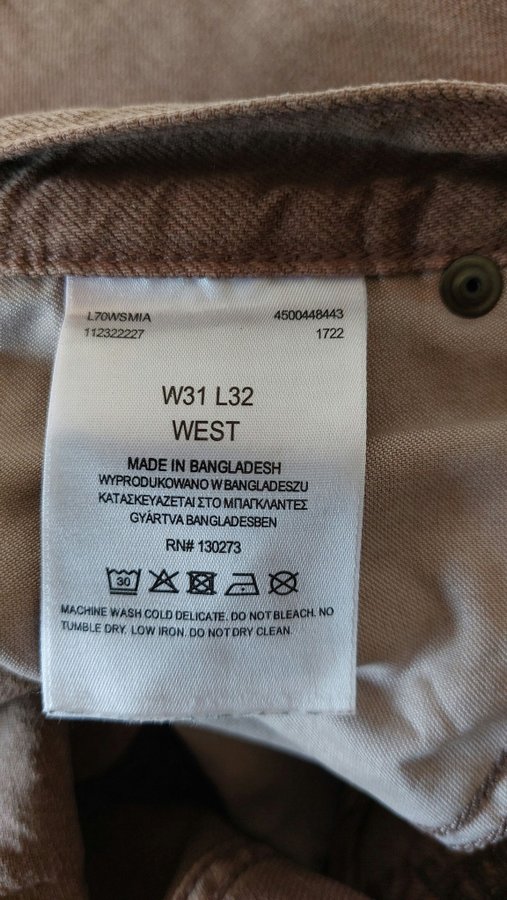 L70WSMIA 4500448443
112322227 1722
W31 L32
WEST
MADE IN BANGLADESH
WYPRODUKOWANO W BANGLADESZU
ΚΑΤΑΣΚΕΥΑΖΕΤΑΙ ΣΤΟ ΜΠΑΓΚΛΑΝΤΕΣ
GYÁRTVA BANGLADESBEN
RN# 130273
30
MACHINE WASH COLD DELICATE. DO NOT BLEACH. NO
TUMBLE DRY. LOW IRON. DO NOT DRY CLEAN.